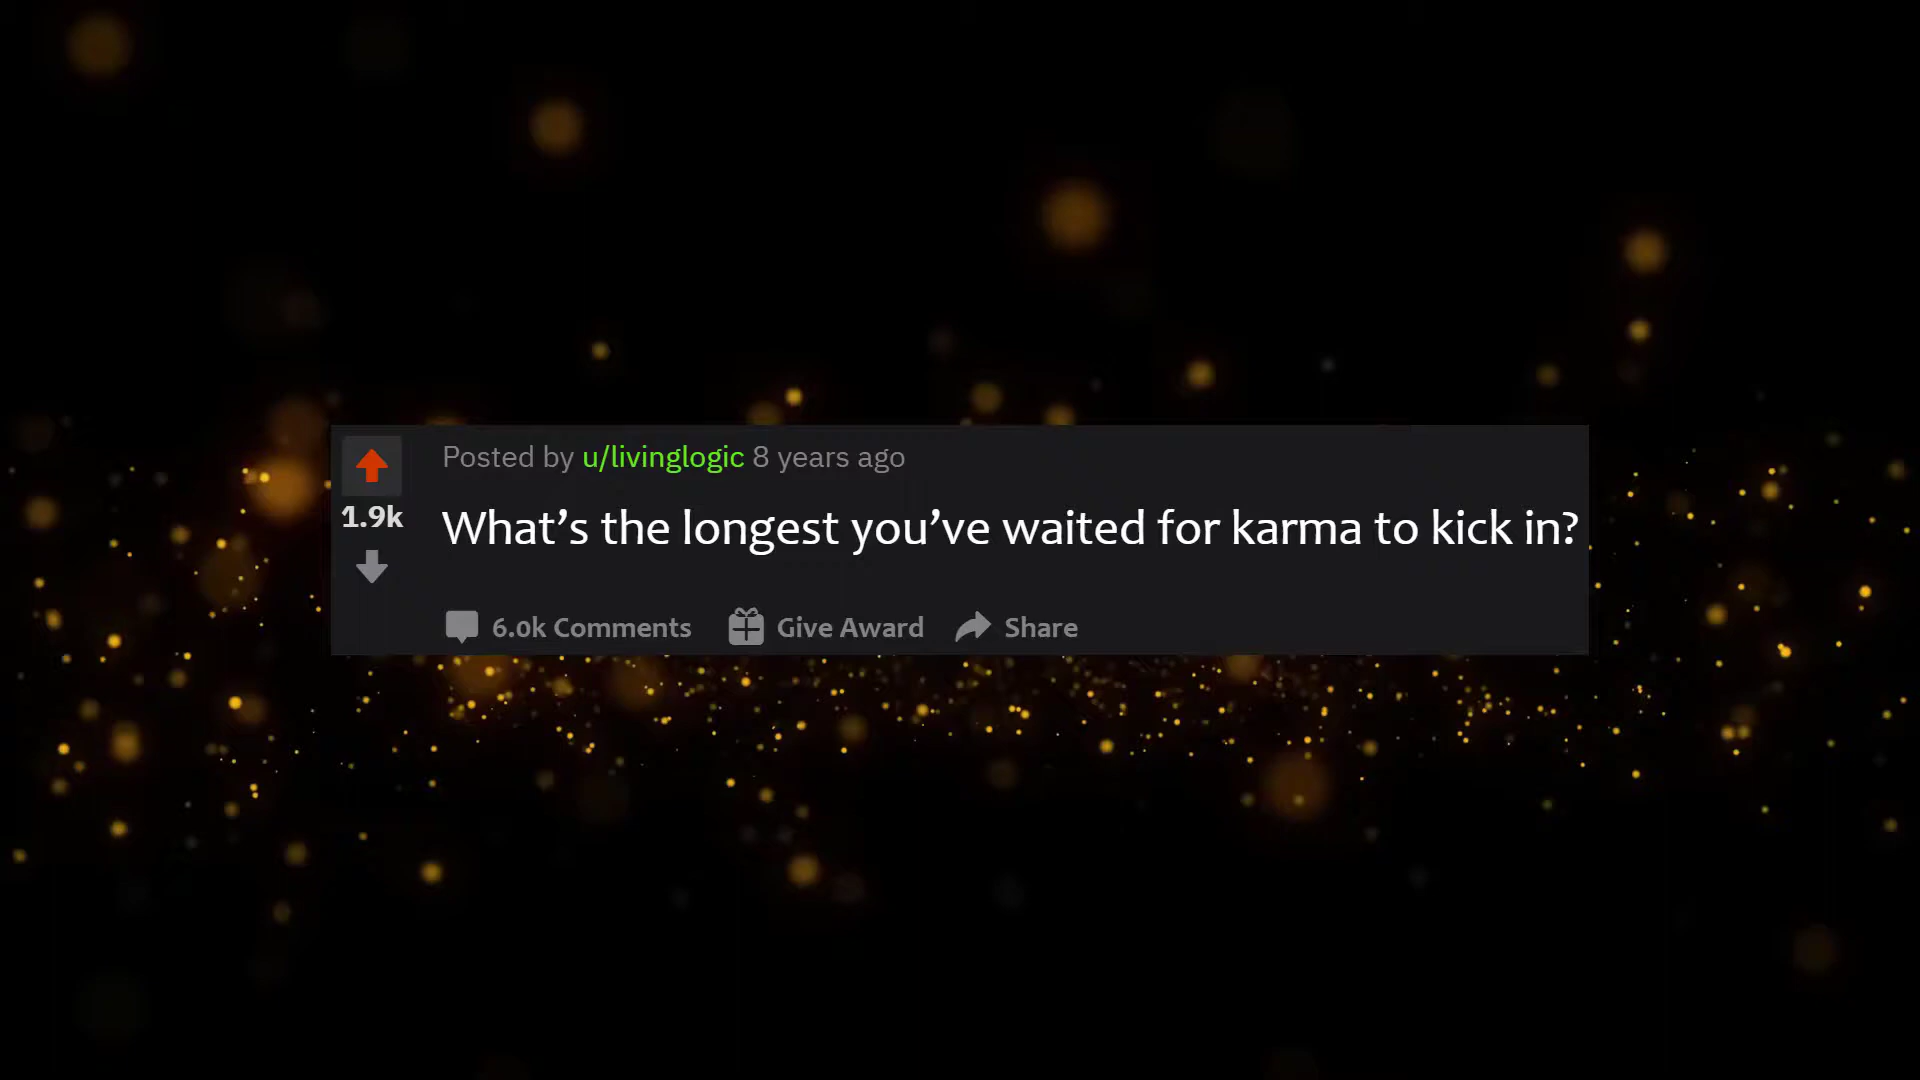 Posted by u/livinglogic 8 years ago
1.9k
What’s the longest you’ve waited for karma to kick in?
6.0k Comments Give Award Share